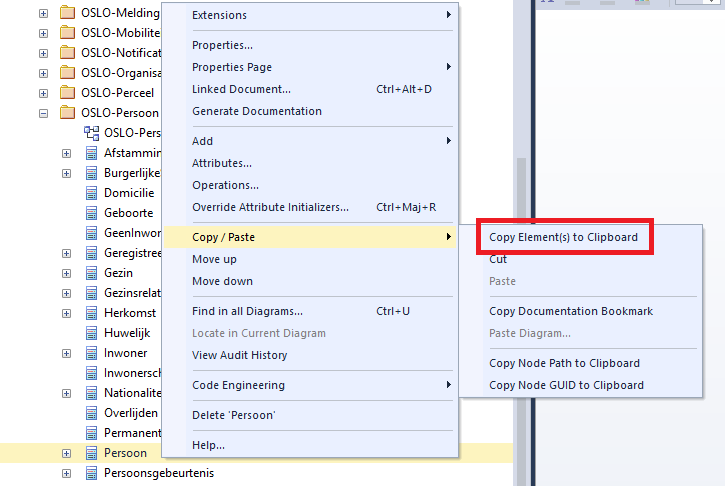 OSLO-Melding
OSLO-Mobilite
OSLO-Notificat
OSLO-Organisa
OSLO-Perceel
OSLO-Persoon
OSLO-Pers
Afstammin
Burgerlijke
Domicilie
Geboorte
GeenInwon
Geregistree
Gezin
Gezinsrelat
Herkomst
Huwelijk
Inwoner
Inwonersch
Nationalite
Overlijden
Permanent
Persoon
Persoonsgebeurtenis
Extensions
Properties...
Properties Page
Linked Document... Ctrl+Alt+D
Generate Documentation
Add
Attributes...
Operations...
Override Attribute Initializers... Ctrl+Maj+R
Copy / Paste
Move up
Move down
Find in all Diagrams... Ctrl+U
Locate in Current Diagram
View Audit History
Code Engineering
Delete 'Persoon'
Help...
Copy Element(s) to Clipboard
Cut
Paste
Copy Documentation Bookmark
Paste Diagram...
Copy Node Path to Clipboard
Copy Node GUID to Clipboard